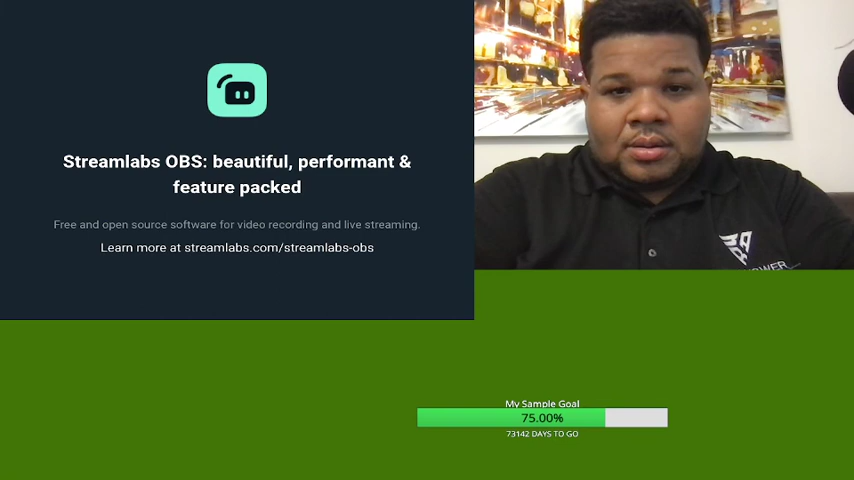 Streamlabs OBS: beautiful, performant &
feature packed
Free and open source software for video recording and live streaming.
Learn more at streamlabs.com/streamlabs-obs
My Sample Goal
75.00%
73142 DAYS TO GO